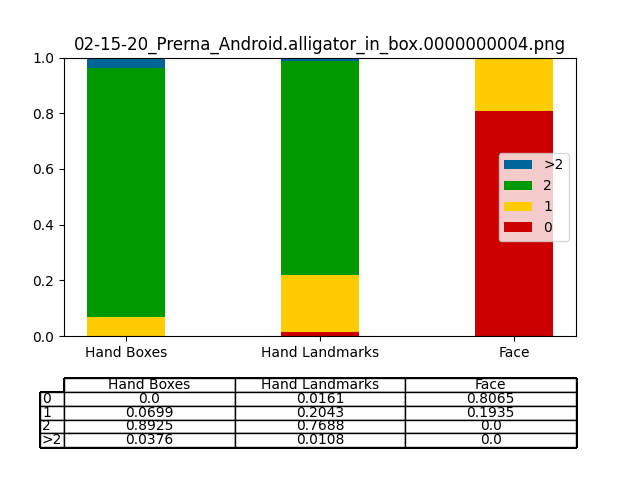 02-15-20_Prerna_Android.alligator_in_box.0000000004.png
1.0
0.8
0.6
0.4
0.2
0.0
>2
2
1
0
Hand Boxes Hand Landmarks Face
Hand Boxes Hand Landmarks Face
0 0.0 0.0161 0.8065
1 0.0699 0.2043 0.1935
2 0.8925 0.7688 0.0
>2 0.0376 0.0108 0.0